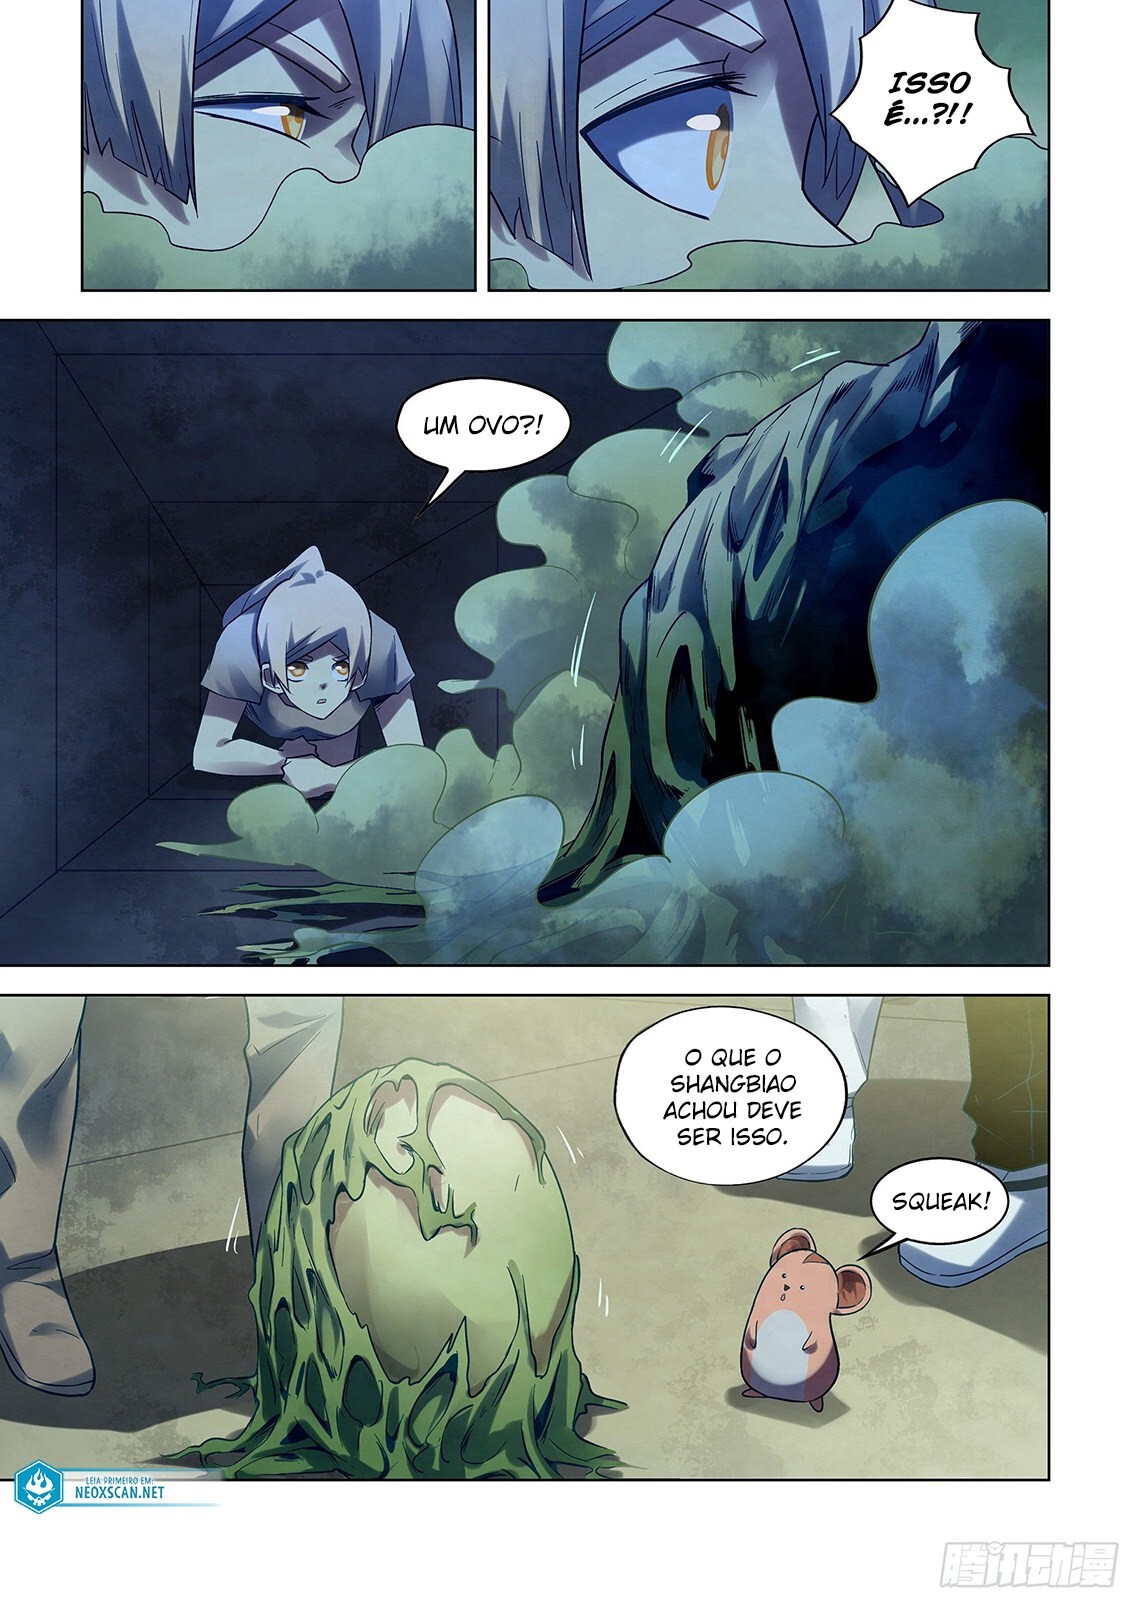 ISSO
É...?!!
UM OVO?!
O QUE O
SHANGBIAO
ACHOU DEVE
SER ISSO.
SQUEAK!
LEIA PRIMEIRO EM:
NEOXSCAN.NET
腾讯动漫